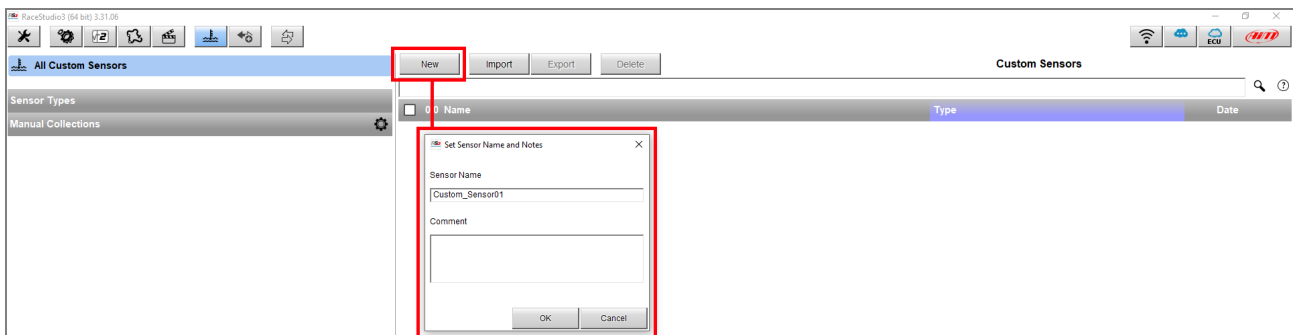 RaceStudio3 (64 bit) 3.31.06
ECU
AiM
All Custom Sensors
New Import Export Delete
Custom Sensors
Sensor Types
0/0 Name Type Date
Manual Collections
Set Sensor Name and Notes
Sensor Name
Custom_Sensor01
Comment
OK Cancel